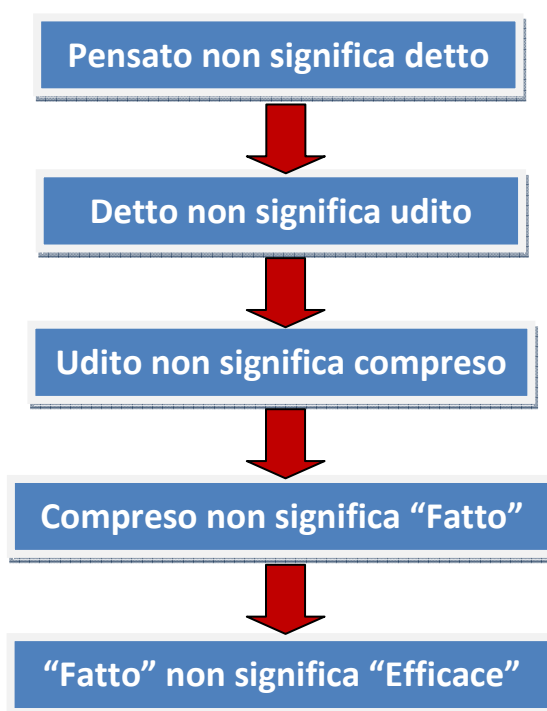 Pensato non significa detto
Detto non significa udito
Udito non significa compreso
Compreso non significa “Fatto”
“Fatto” non significa “Efficace”